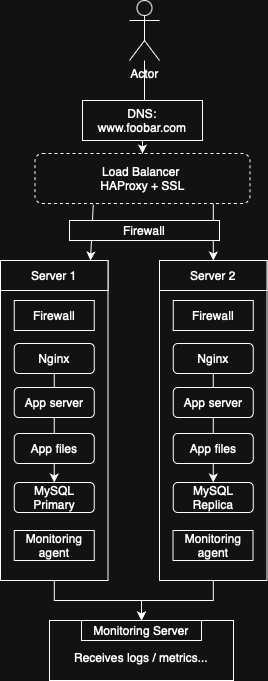 Actor
DNS:
www.foobar.com
Load Balancer
HAProxy + SSL
Firewall
Server 1
Firewall
Nginx
App server
App files
MySQL
Primary
Monitoring
agent
Server 2
Firewall
Nginx
App server
App files
MySQL
Replica
Monitoring
agent
Monitoring Server
Receives logs / metrics...